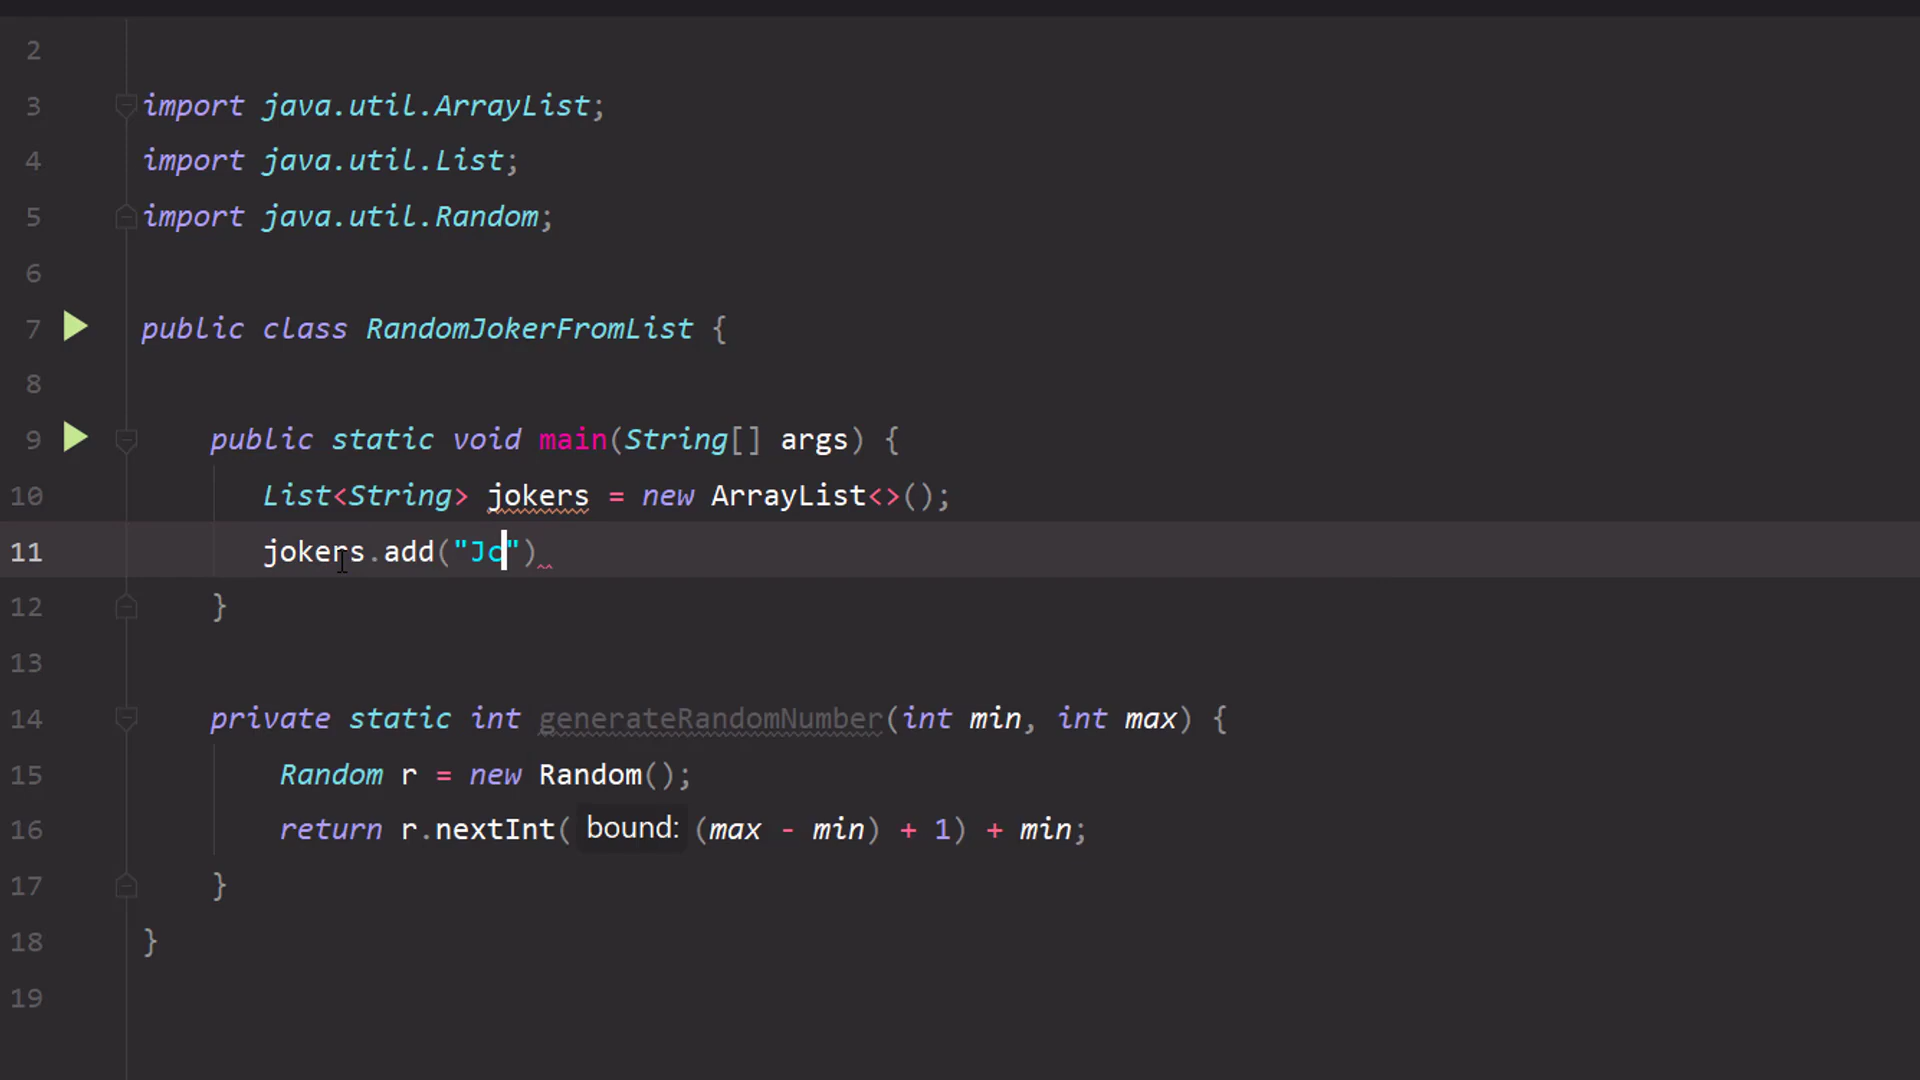 2
3 import java.util.ArrayList;
4 import java.util.List;
5 import java.util.Random;
6
7 public class RandomJokerFromList {
8
9 public static void main(String[] args) {
10 List<String> jokers = new ArrayList<>();
11 jokers.add("Jo")
12 }
13
14 private static int generateRandomNumber(int min, int max) {
15 Random r = new Random();
16 return r.nextInt( bound: (max - min) + 1) + min;
17 }
18 }
19